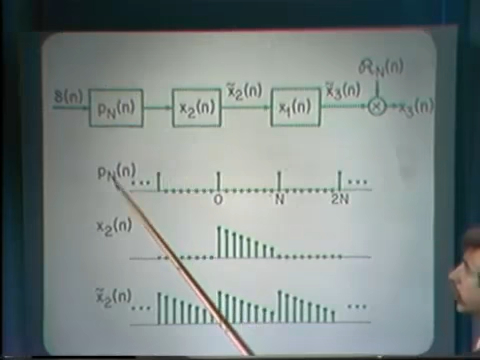 ℛN(n)
δ(n) pN(n) x2(n) x̃2(n) x1(n) x̃3(n) × x3(n)
pN(n) ... ...
0 N 2N
x2(n)
x̃2(n) ... ...